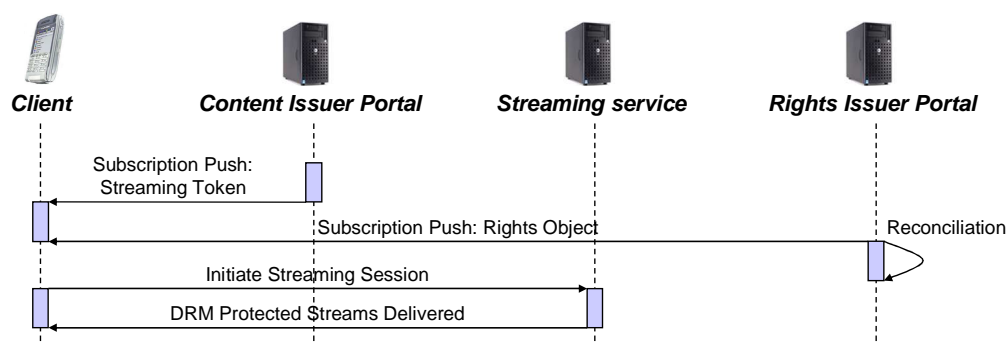 Client
Content Issuer Portal
Streaming service
Rights Issuer Portal
Subscription Push:
Streaming Token
Subscription Push: Rights Object
Reconciliation
Initiate Streaming Session
DRM Protected Streams Delivered